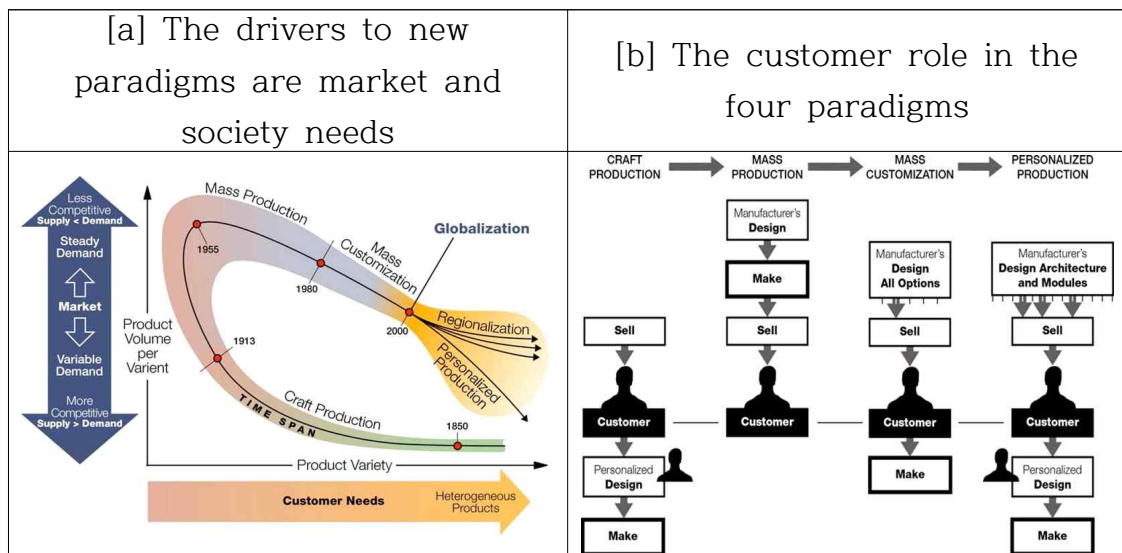 [a] The drivers to new
paradigms are market and
society needs
[b] The customer role in the
four paradigms
Less
Competitive
Supply < Demand
Steady
Demand
Market
Variable
Demand
More
Competitive
Supply > Demand
Product
Volume
per
Varient
Mass Production
Mass
Customization
Globalization
1955
1980
2000
Regionalization
Personalized
Production
1913
Craft Production
TIME SPAN
1850
Product Variety
Customer Needs
Heterogeneous
Products
CRAFT
PRODUCTION
MASS
PRODUCTION
MASS
CUSTOMIZATION
PERSONALIZED
PRODUCTION
Sell
Customer
Personalized
Design
Make
Manufacturer's
Design
Make
Sell
Customer
Manufacturer's
Design
All Options
Sell
Customer
Make
Manufacturer's
Design Architecture
and Modules
Sell
Customer
Personalized
Design
Make